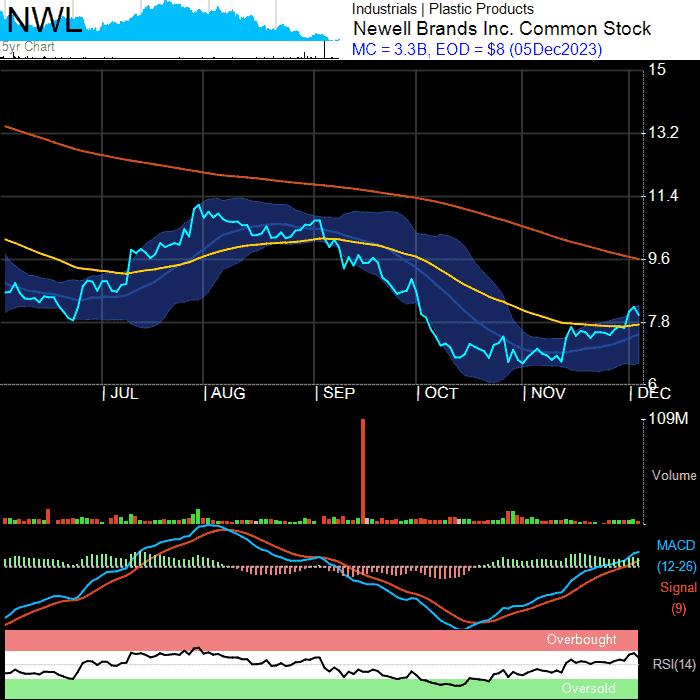 NWL
5yr Chart
Industrials | Plastic Products
Newell Brands Inc. Common Stock
MC = 3.3B, EOD = $8 (05Dec2023)
15
13.2
11.4
9.6
7.8
6
JUL
AUG
SEP
OCT
NOV
DEC
109M
Volume
MACD
(12-26)
Signal
(9)
Overbought
RSI(14)
Oversold